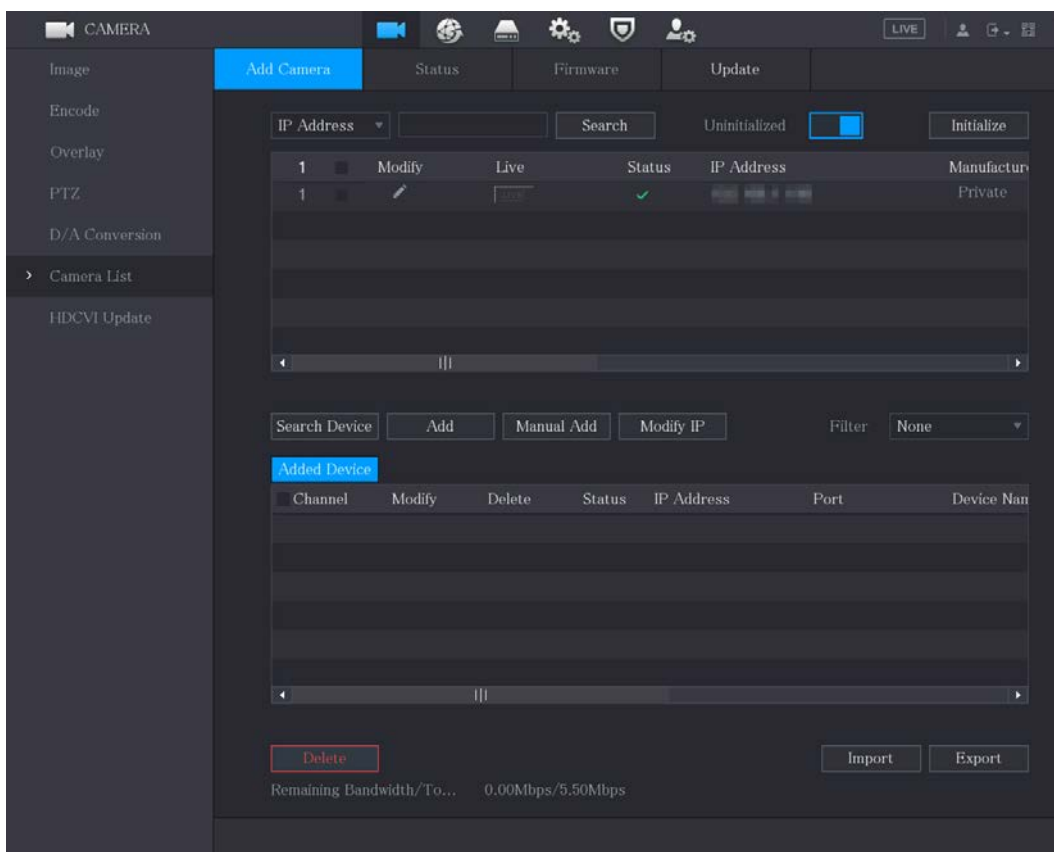 CAMERA
LIVE
Image
Encode
Overlay
PTZ
D/A Conversion
Camera List
HDCVI Update
Add Camera Status Firmware Update
IP Address Search Uninitialized Initialize
1 Modify Live Status IP Address Manufactur
1 LIVE Private
Search Device Add Manual Add Modify IP Filter None
Added Device
Channel Modify Delete Status IP Address Port Device Nam
Delete Import Export
Remaining Bandwidth/To... 0.00Mbps/5.50Mbps